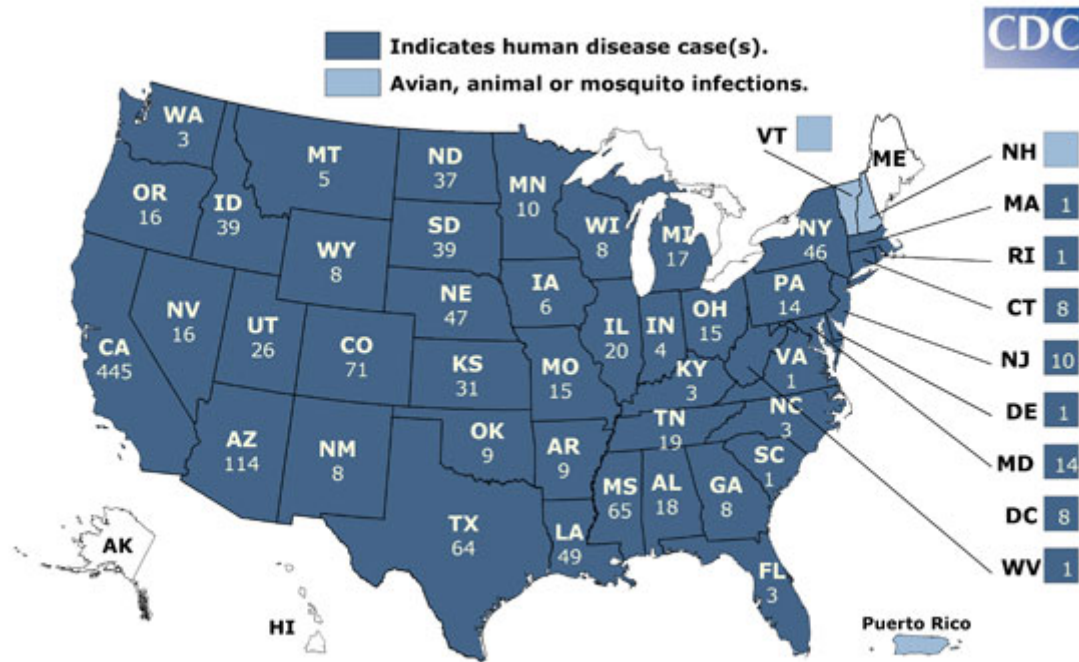 CDC
Indicates human disease case(s).
Avian, animal or mosquito infections.
VT
NH
ME
WA
3
MT
5
ND
37
MN
10
OR
16
ID
39
SD
39
WI
8
MI
17
NY
46
MA 1
WY
8
RI 1
IA
6
PA
14
NE
47
CT 8
NV
16
UT
26
CO
71
IL
20
IN
4
OH
15
NJ 10
CA
445
KS
31
MO
15
KY
3
VA
1
DE 1
TN
19
NC
3
AZ
114
NM
8
OK
9
AR
9
SC
1
MD 14
MS
65
AL
18
GA
8
DC 8
TX
64
LA
49
WV 1
FL
3
AK
HI
Puerto Rico